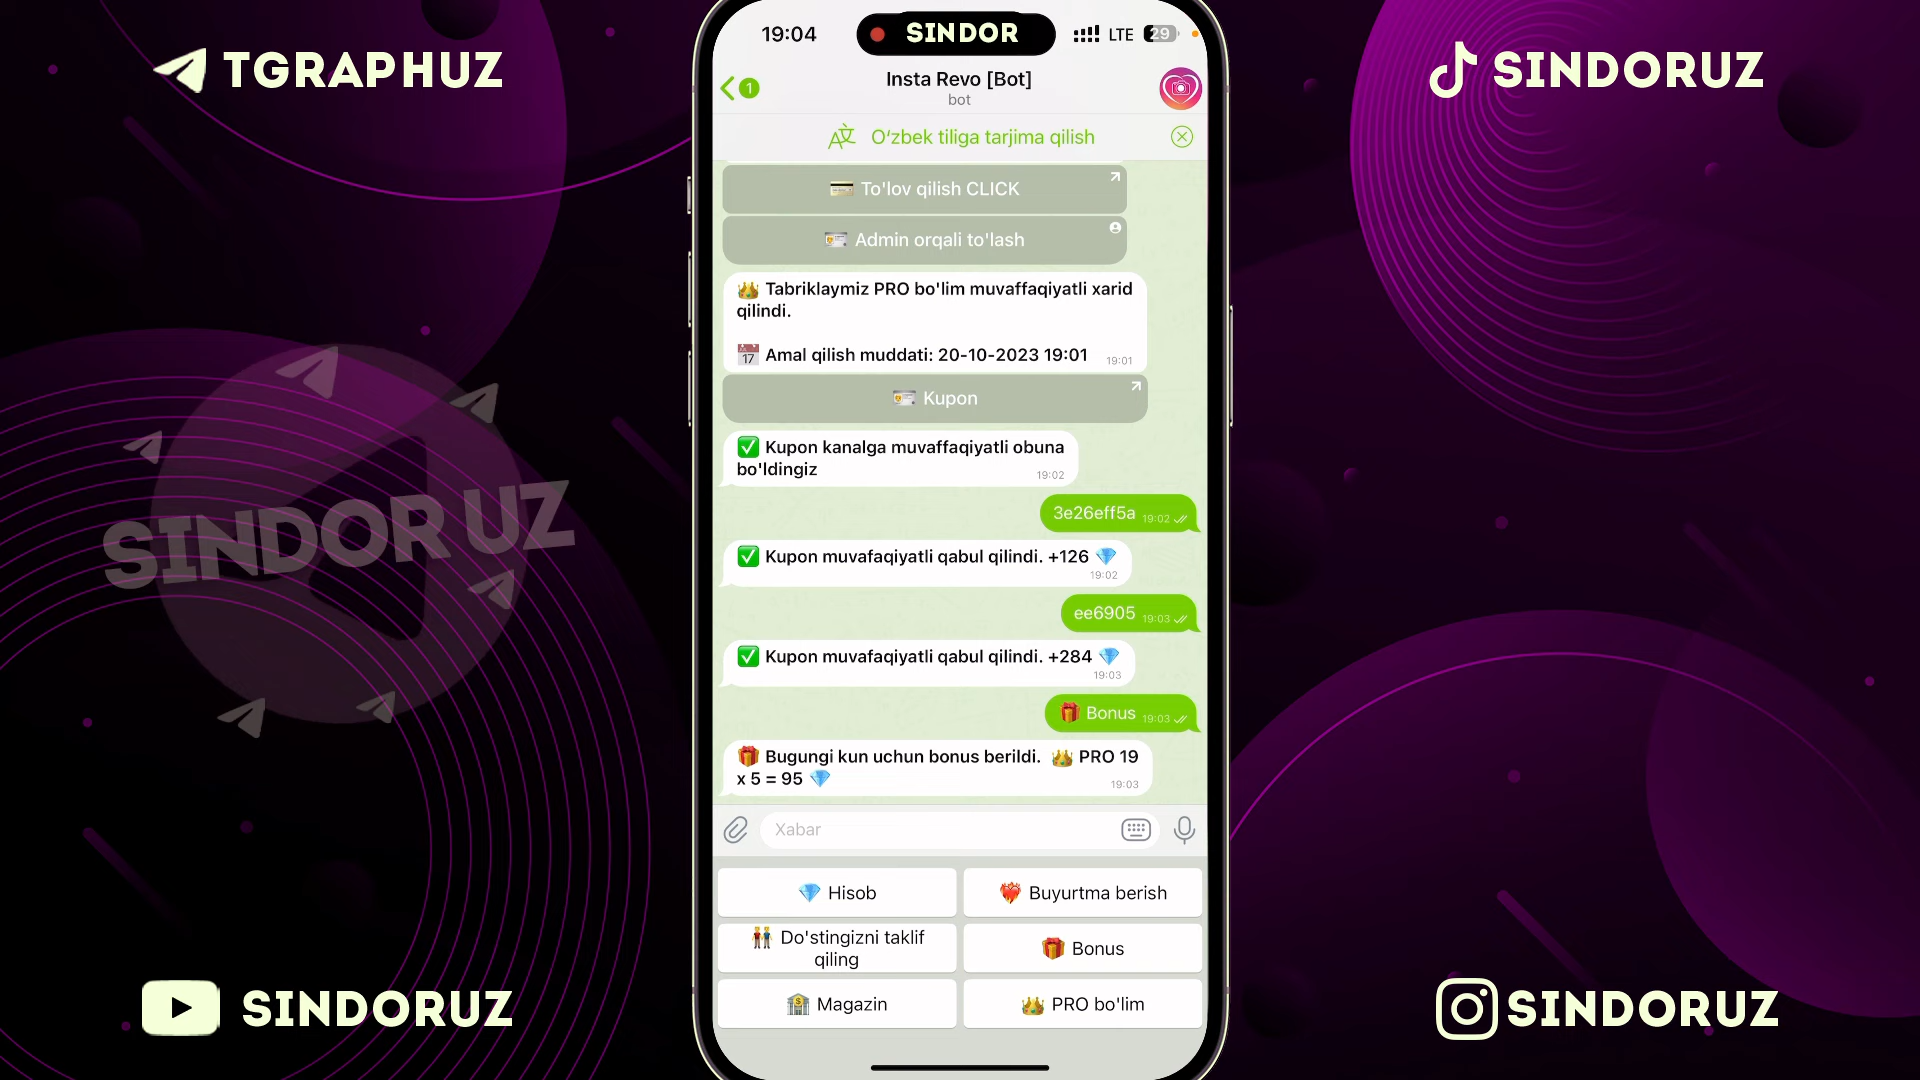 TGRAPHUZ
SINDORUZ
SINDOR UZ
SINDORUZ
SINDORUZ
19:04
SINDOR
LTE
29
1
Insta Revo [Bot]
bot
O‘zbek tiliga tarjima qilish
To'lov qilish CLICK
Admin orqali to'lash
Tabriklaymiz PRO bo'lim muvaffaqiyatli xarid
qilindi.
17 Amal qilish muddati: 20-10-2023 19:01 19:01
Kupon
Kupon kanalga muvaffaqiyatli obuna
bo'ldingiz 19:02
3e26eff5a 19:02
Kupon muvafaqiyatli qabul qilindi. +126
19:02
ee6905 19:03
Kupon muvafaqiyatli qabul qilindi. +284
19:03
Bonus 19:03
Bugungi kun uchun bonus berildi. PRO 19
x 5 = 95 19:03
Xabar
Hisob
Buyurtma berish
Do'stingizni taklif
qiling
Bonus
Magazin
PRO bo'lim